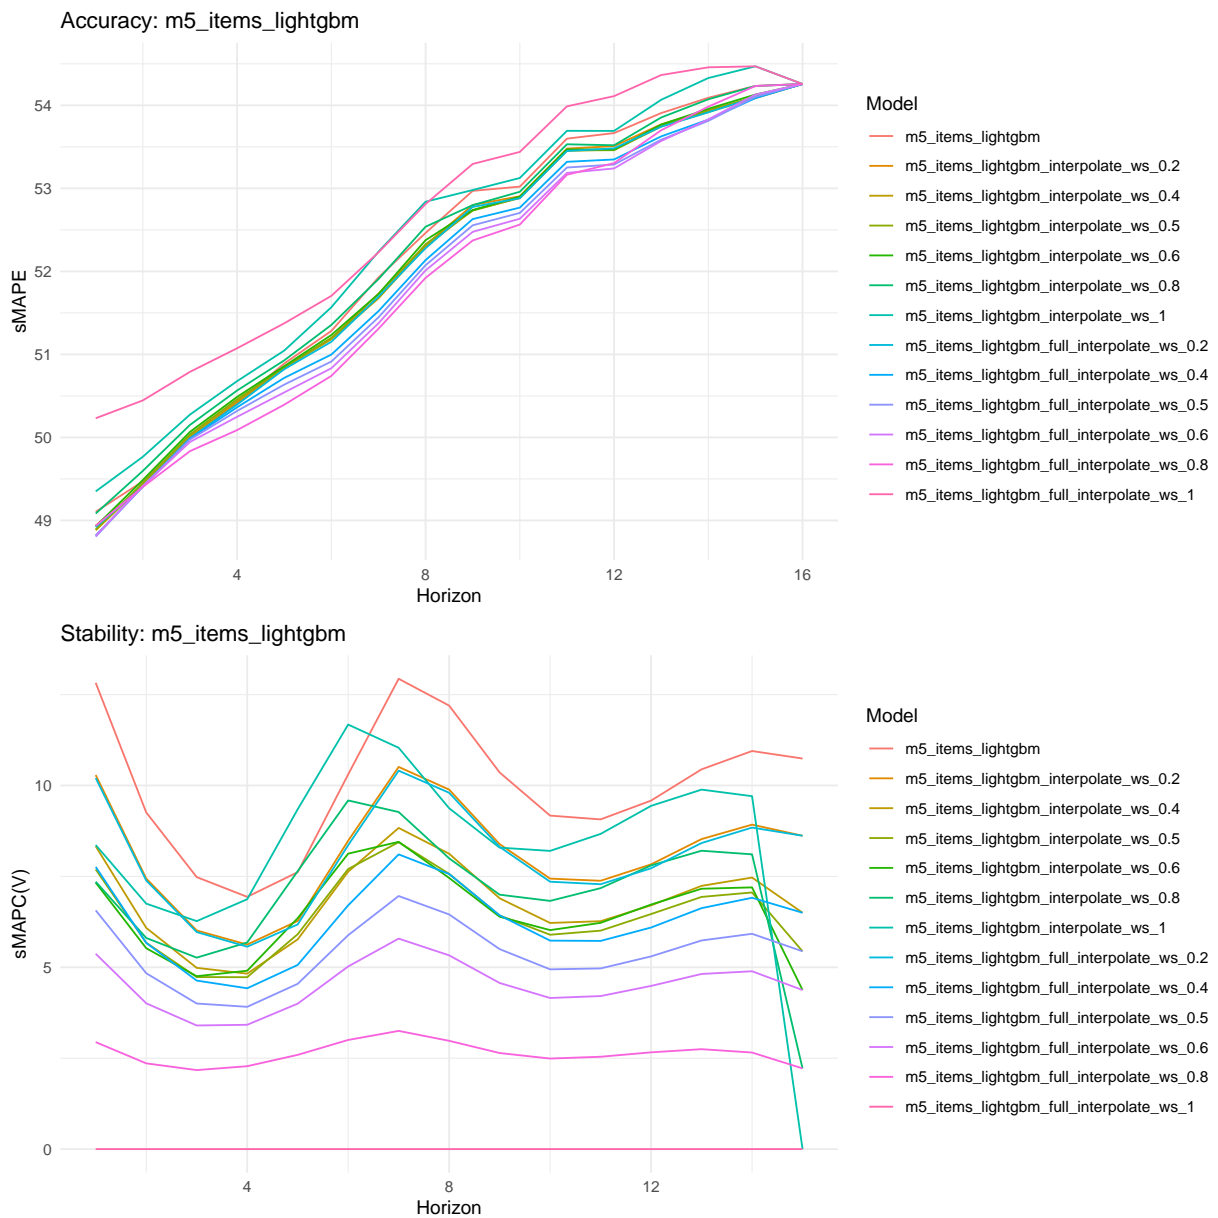 Accuracy: m5_items_lightgbm
sMAPE
54
53
52
51
50
49
4
8
12
16
Horizon
Model
m5_items_lightgbm
m5_items_lightgbm_interpolate_ws_0.2
m5_items_lightgbm_interpolate_ws_0.4
m5_items_lightgbm_interpolate_ws_0.5
m5_items_lightgbm_interpolate_ws_0.6
m5_items_lightgbm_interpolate_ws_0.8
m5_items_lightgbm_interpolate_ws_1
m5_items_lightgbm_full_interpolate_ws_0.2
m5_items_lightgbm_full_interpolate_ws_0.4
m5_items_lightgbm_full_interpolate_ws_0.5
m5_items_lightgbm_full_interpolate_ws_0.6
m5_items_lightgbm_full_interpolate_ws_0.8
m5_items_lightgbm_full_interpolate_ws_1
Stability: m5_items_lightgbm
sMAPC(V)
10
5
0
4
8
12
Horizon
Model
m5_items_lightgbm
m5_items_lightgbm_interpolate_ws_0.2
m5_items_lightgbm_interpolate_ws_0.4
m5_items_lightgbm_interpolate_ws_0.5
m5_items_lightgbm_interpolate_ws_0.6
m5_items_lightgbm_interpolate_ws_0.8
m5_items_lightgbm_interpolate_ws_1
m5_items_lightgbm_full_interpolate_ws_0.2
m5_items_lightgbm_full_interpolate_ws_0.4
m5_items_lightgbm_full_interpolate_ws_0.5
m5_items_lightgbm_full_interpolate_ws_0.6
m5_items_lightgbm_full_interpolate_ws_0.8
m5_items_lightgbm_full_interpolate_ws_1